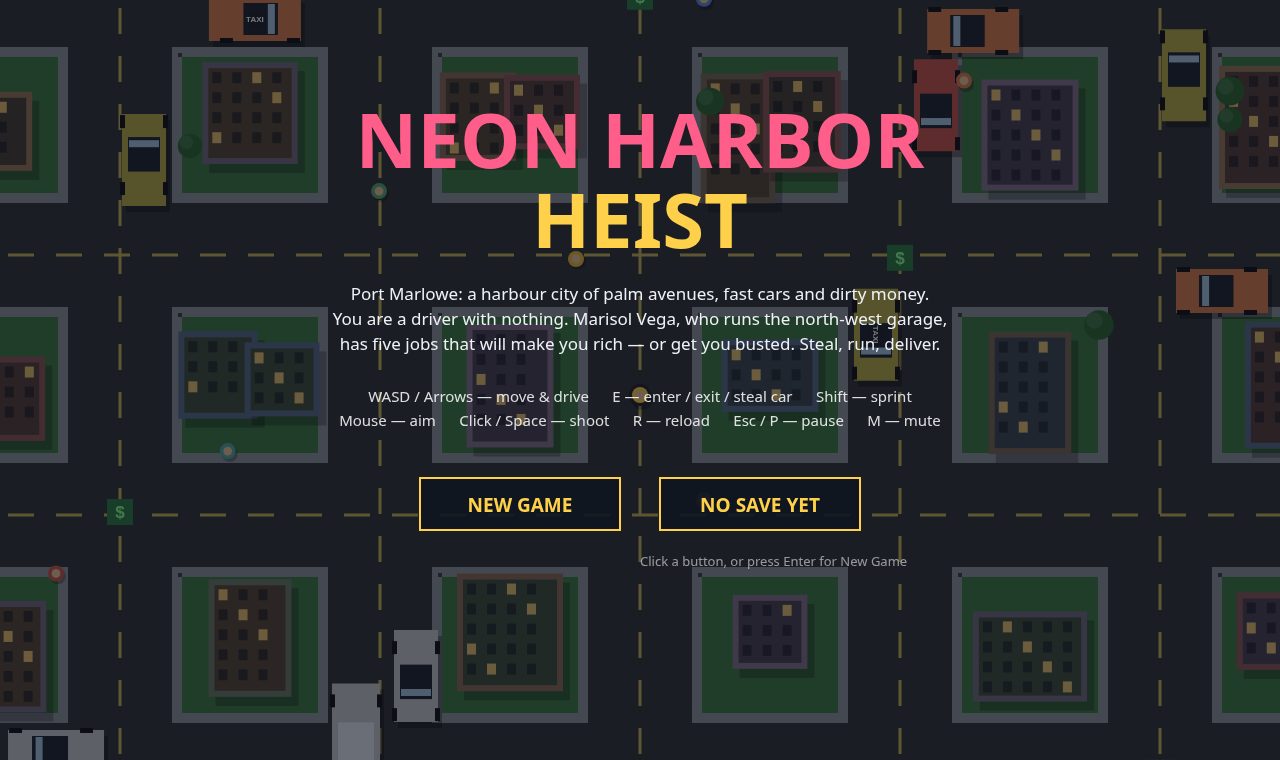 TAXI
$
NEON HARBOR
HEIST
$
Port Marlowe: a harbour city of palm avenues, fast cars and dirty money.
You are a driver with nothing. Marisol Vega, who runs the north-west garage,
has five jobs that will make you rich — or get you busted. Steal, run, deliver.
TAXI
WASD / Arrows — move & drive E — enter / exit / steal car Shift — sprint
Mouse — aim Click / Space — shoot R — reload Esc / P — pause M — mute
NEW GAME NO SAVE YET
$
Click a button, or press Enter for New Game